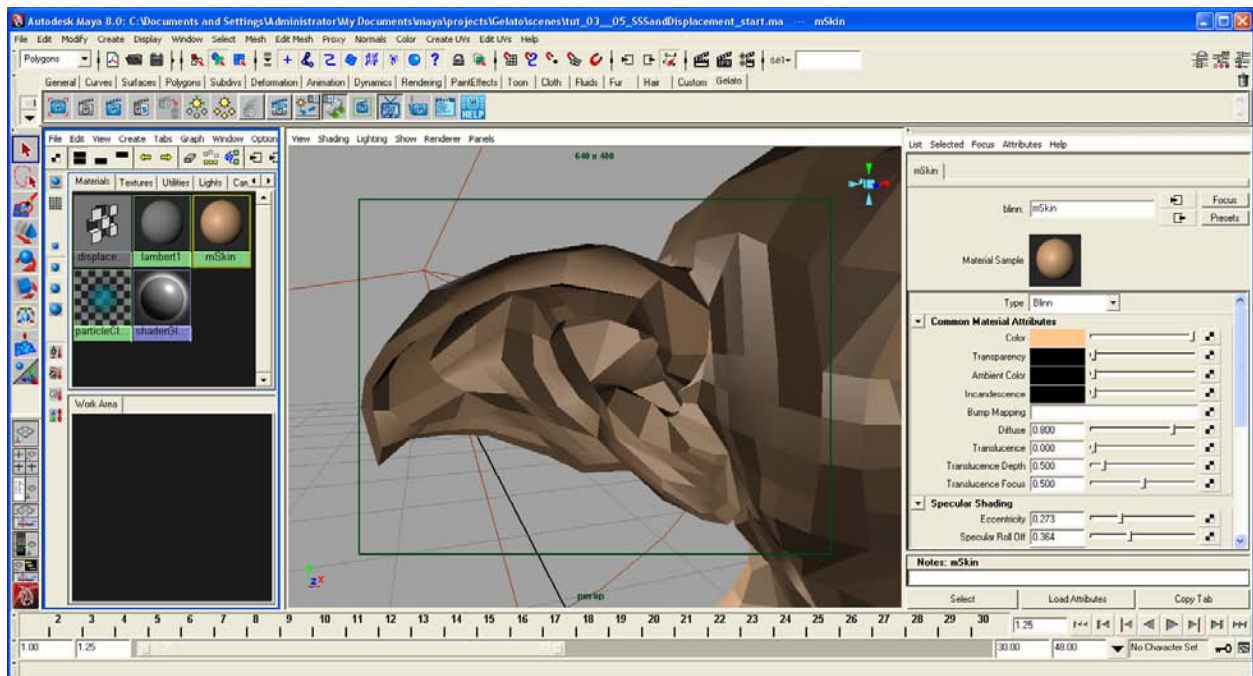 Autodesk Maya 8.0: C:\Documents and Settings\Administrator\My Documents\maya\projects\Gelato\scenes\tut_03__05_SSSandDisplacement_start.ma --- mSkin
File Edit Modify Create Display Window Select Mesh Edit Mesh Proxy Normals Color Create UVs Edit UVs Help
Polygons
sel-
General Curves Surfaces Polygons Subdivs Deformation Animation Dynamics Rendering PaintEffects Toon Cloth Fluids Fur Hair Custom Gelato
HELP
File Edit View Create Tabs Graph Window Option
Materials Textures Utilities Lights
displace
lambert1
mSkin
particleCl...
shaderGl...
Work Area
View Shading Lighting Show Renderer Panels
640 x 480
persp
List Selected Focus Attributes Help
mSkin
blinn: mSkin
Focus
Presets
Material Sample
Type Blinn
Common Material Attributes
Color
Transparency
Ambient Color
Incandescence
Bump Mapping
Diffuse 0.800
Translucence 0.000
Translucence Depth 0.500
Translucence Focus 0.500
Specular Shading
Eccentricity 0.273
Specular Roll Off 0.364
Notes: mSkin
Select Load Attributes Copy Tab
2 3 4 5 6 7 8 9 10 11 12 13 14 15 16 17 18 19 20 21 22 23 24 25 26 27 28 29 30 1.25
1.00 1.25 30.00 48.00 No Character Set